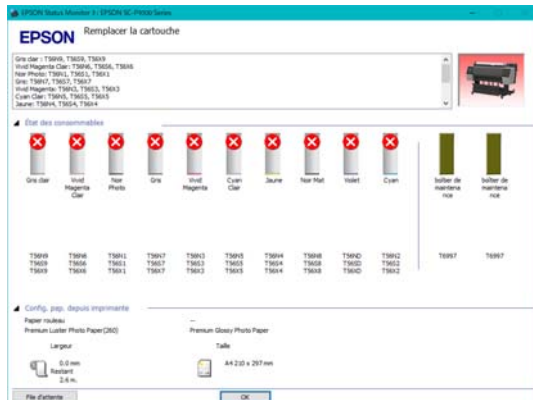 EPSON Status Monitor 3 : EPSON SC-P9300 Series
EPSON
Remplacer la cartouche
Gris clair : T56N9, T56S9, T56X9
Vivid Magenta Clair: T56N6, T56S6, T56X6
Noir Photo: T56N1, T56S1, T56X1
Gris: T56N7, T56S7, T56X7
Vivid Magenta: T56N3, T56S3, T56X3
Cyan Clair: T56N5, T56S5, T56X5
Jaune: T56N4, T56S4, T56X4
État des consommables
Gris clair
Vivid Magenta Clair
Noir Photo
Gris
Vivid Magenta
Cyan Clair
Jaune
Noir Mat
Violet
Cyan
boîtier de maintena nce
boîtier de maintena nce
T56N9 T56N6 T56N1 T56N7 T56N3 T56N5 T56N4 T56N8 T56ND T56N2 T6997 T6997
T56S9 T56S6 T56S1 T56S7 T56S3 T56S5 T56S4 T56S8 T56SD T56S2
T56X9 T56X6 T56X1 T56X7 T56X3 T56X5 T56X4 T56X8 T56XD T56X2
Config. pap. depuis imprimante
Papier rouleau
--
Premium Luster Photo Paper(260)
Premium Glossy Photo Paper
Largeur
Taille
0.0 mm
A4 210 x 297 mm
Restant
2.6 m.
File d'attente
OK